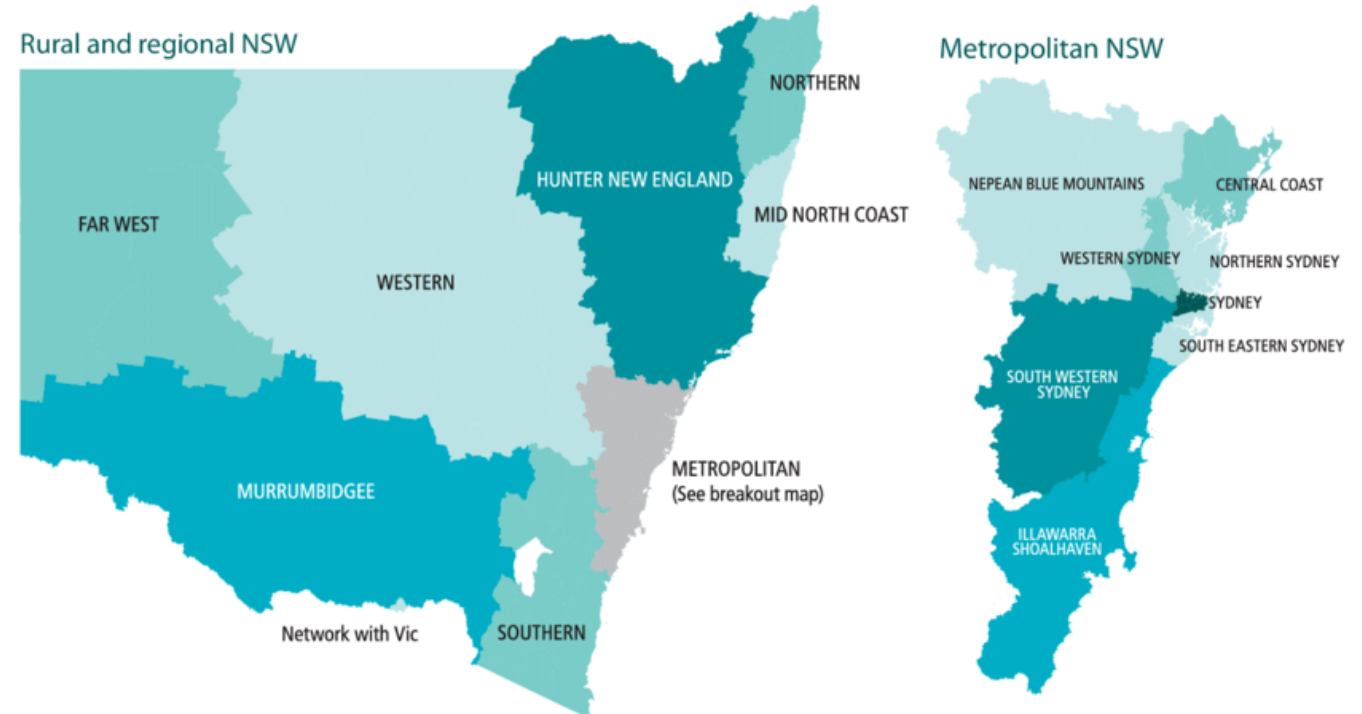 Rural and regional NSW
Metropolitan NSW
NORTHERN
HUNTER NEW ENGLAND
MID NORTH COAST
FAR WEST
WESTERN
METROPOLITAN
(See breakout map)
MURRUMBIDGEE
Network with Vic
SOUTHERN
NEPEAN BLUE MOUNTAINS
CENTRAL COAST
WESTERN SYDNEY
NORTHERN SYDNEY
SYDNEY
SOUTH EASTERN SYDNEY
SOUTH WESTERN
SYDNEY
ILLAWARRA
SHOALHAVEN